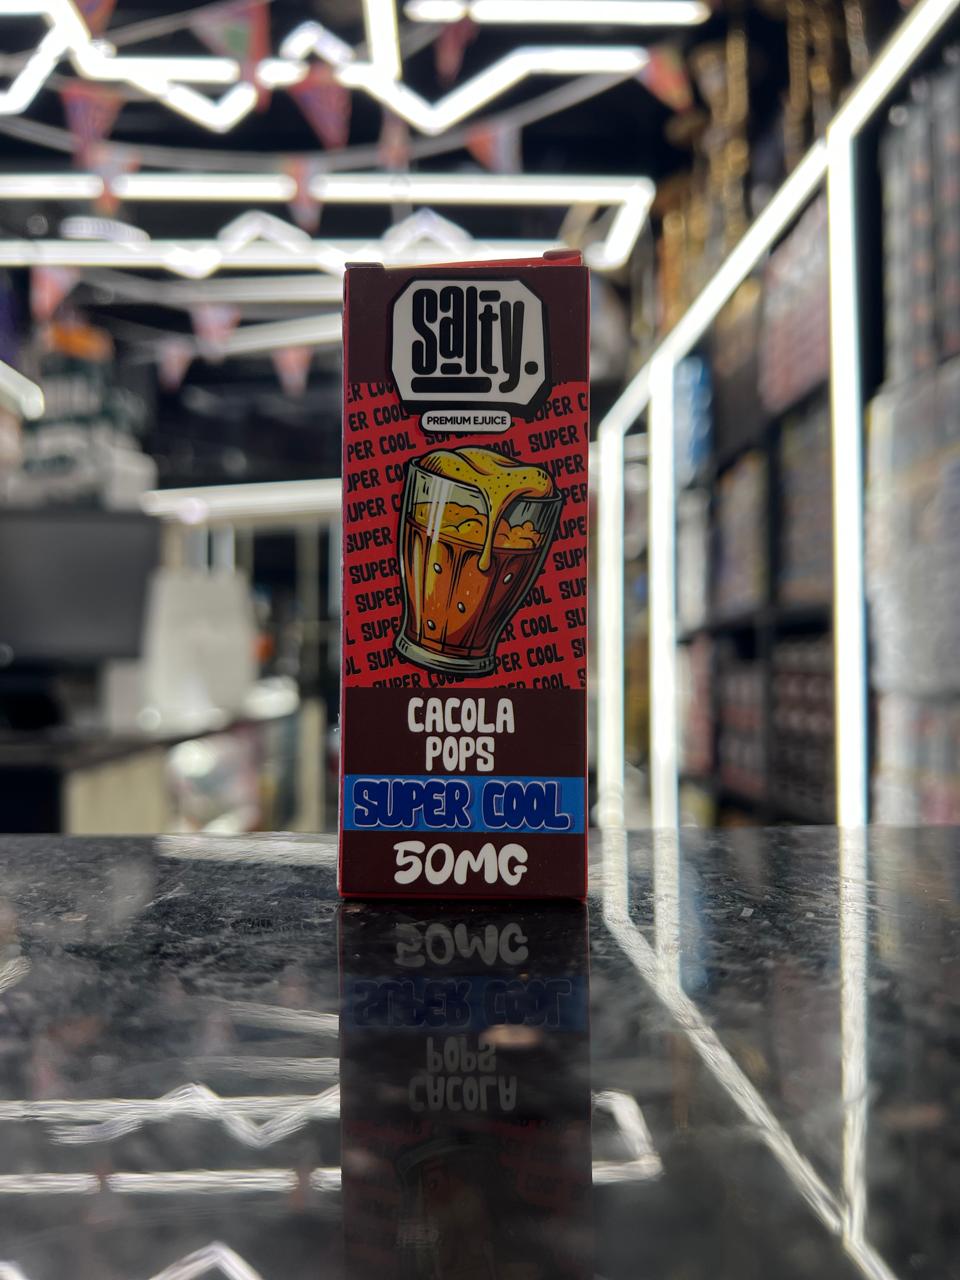 salty.
PREMIUM EJUICE
SUPER COOL
CACOLA
POPS
SUPER COOL
50MG